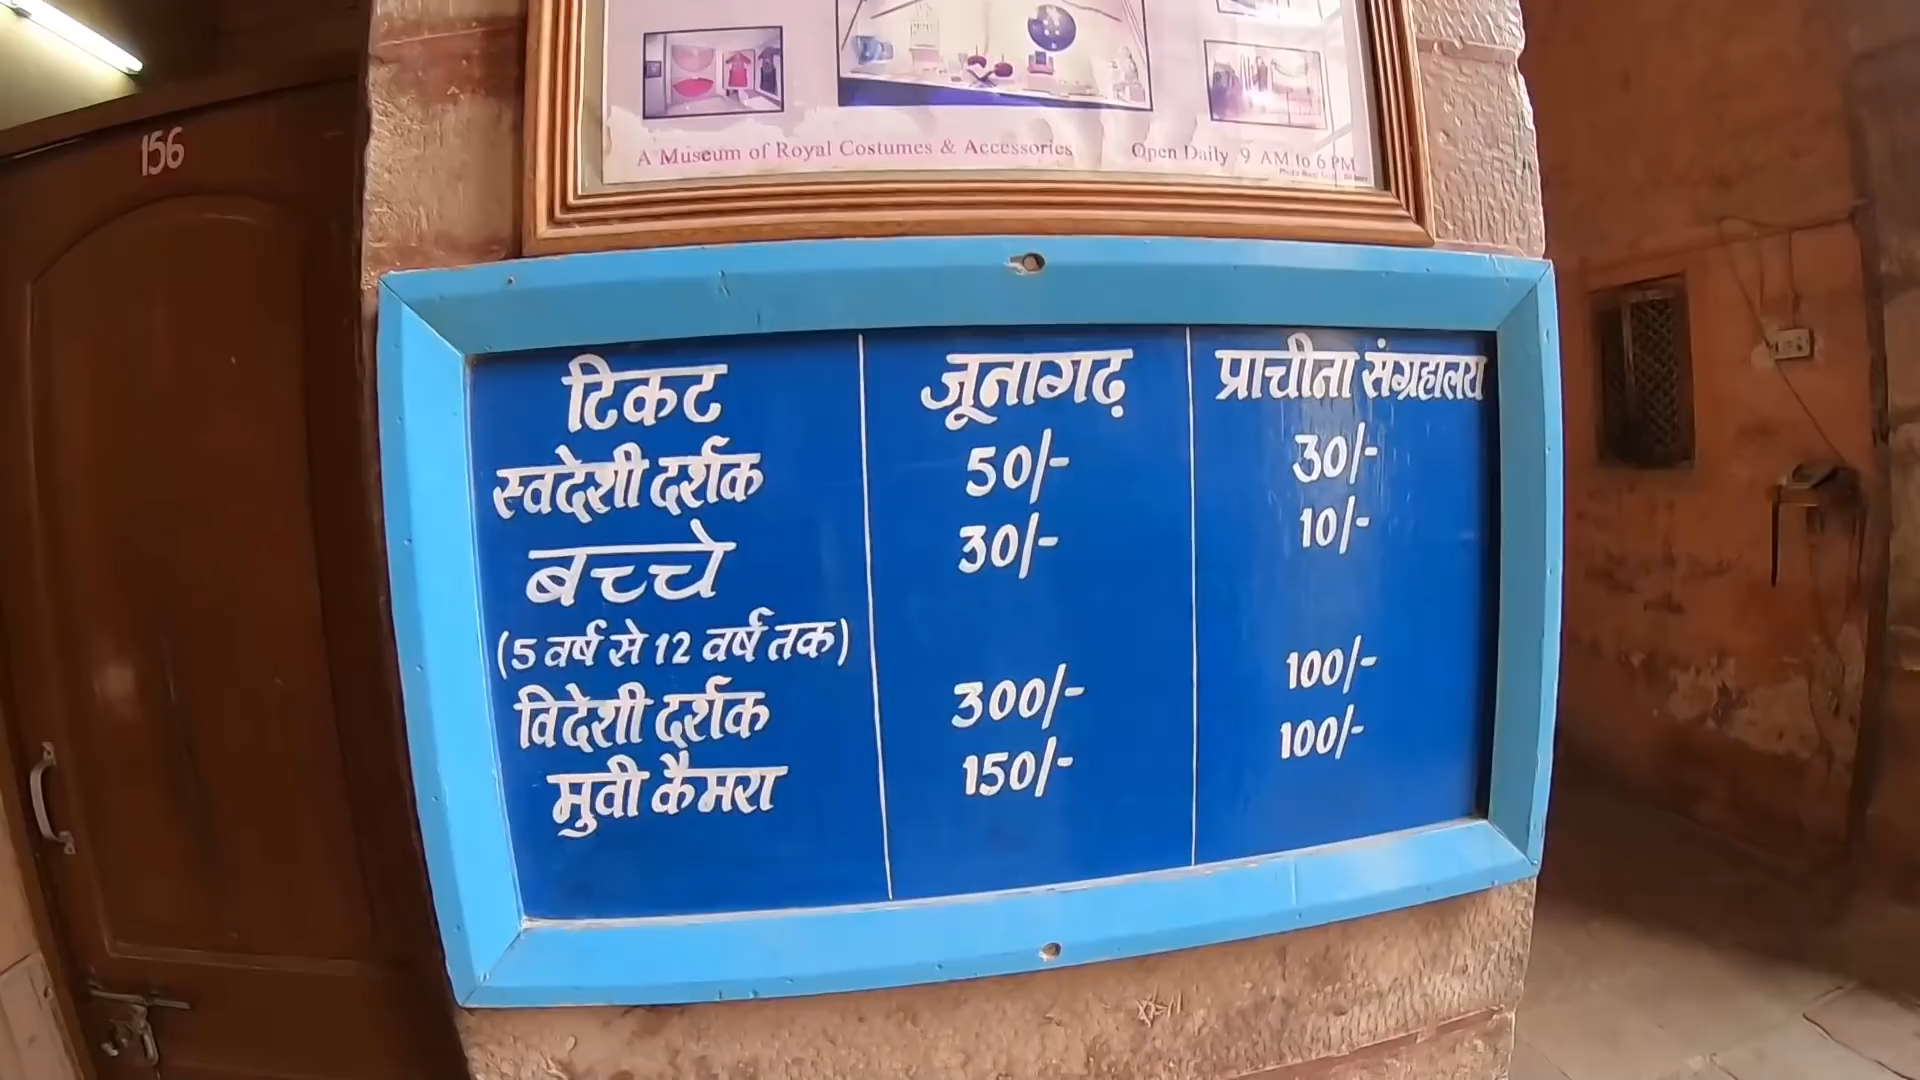 156
A Museum of Royal Costumes & Accessories Open Daily 9 AM to 6 PM
टिकट जूनागढ़ प्राचीना संग्रहालय
स्वदेशी दर्शक 50/- 30/-
बच्चे 30/- 10/-
(5 वर्ष से 12 वर्ष तक)
विदेशी दर्शक 300/- 100/-
मुवी कैमरा 150/- 100/-